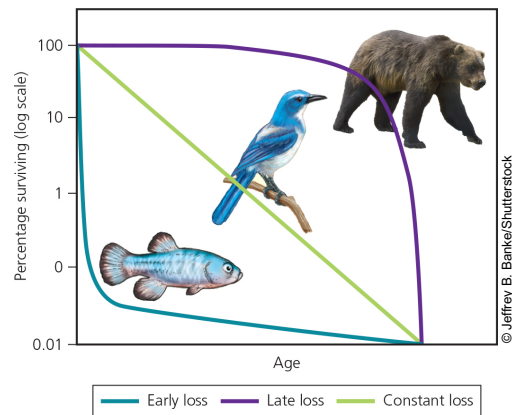 100
10
1
0
0.01
Percentage surviving (log scale)
Age
Early loss Late loss Constant loss
© Jeffrey B. Banke/Shutterstock